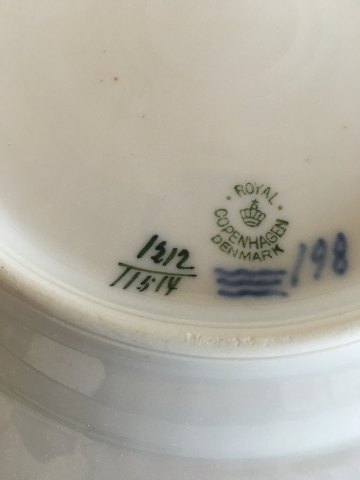 ROYAL
COPENHAGEN
DENMARK
1212
11514
198